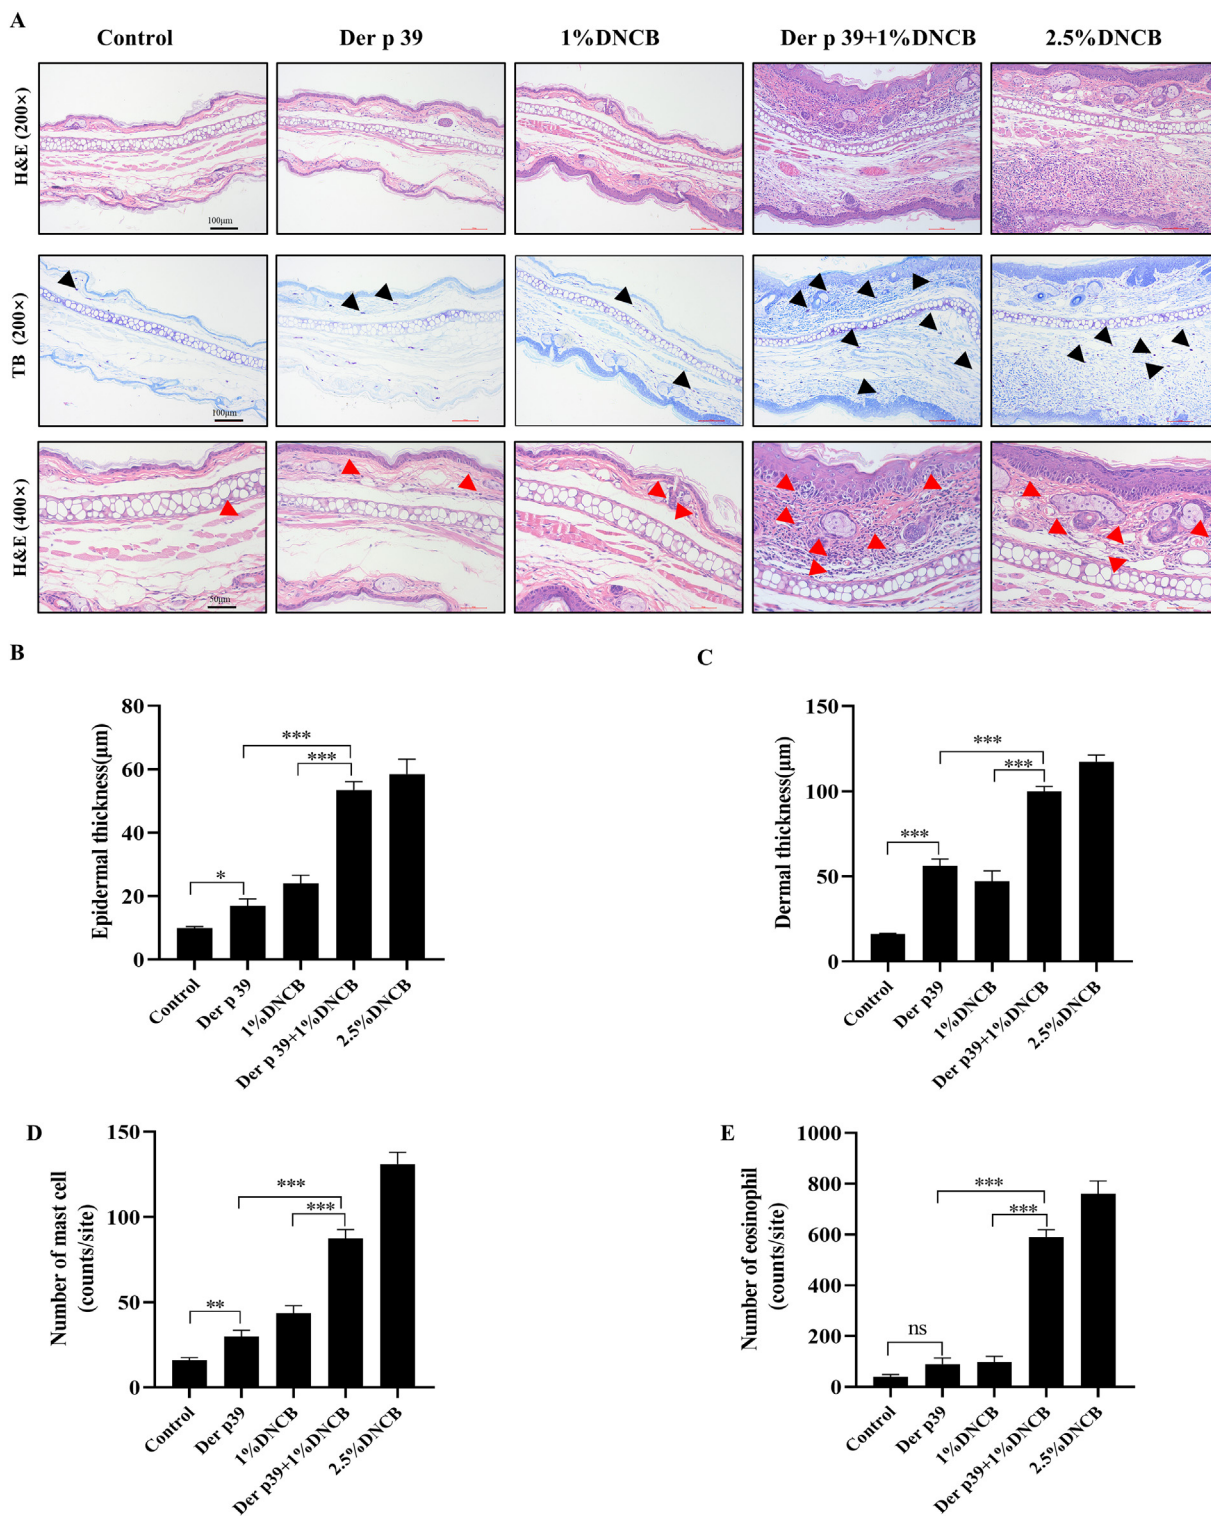 A
Control
Der p 39
1%DNCB
Der p 39+1%DNCB
2.5%DNCB
H&E (200×)
100μm
TB (200×)
100μm
H&E (400×)
50μm
B
Epidermal thickness(μm)
80
60
40
20
0
***
***
*
Control
Der p 39
1%DNCB
Der p 39+1%DNCB
2.5%DNCB
C
Dermal thickness(μm)
150
100
50
0
***
***
***
Control
Der p39
1%DNCB
Der p39+1%DNCB
2.5%DNCB
D
Number of mast cell
(counts/site)
150
100
50
0
***
***
**
Control
Der p39
1%DNCB
Der p39+1%DNCB
2.5%DNCB
E
Number of eosinophil
(counts/site)
1000
800
600
400
200
0
***
***
ns
Control
Der p39
1%DNCB
Der p39+1%DNCB
2.5%DNCB